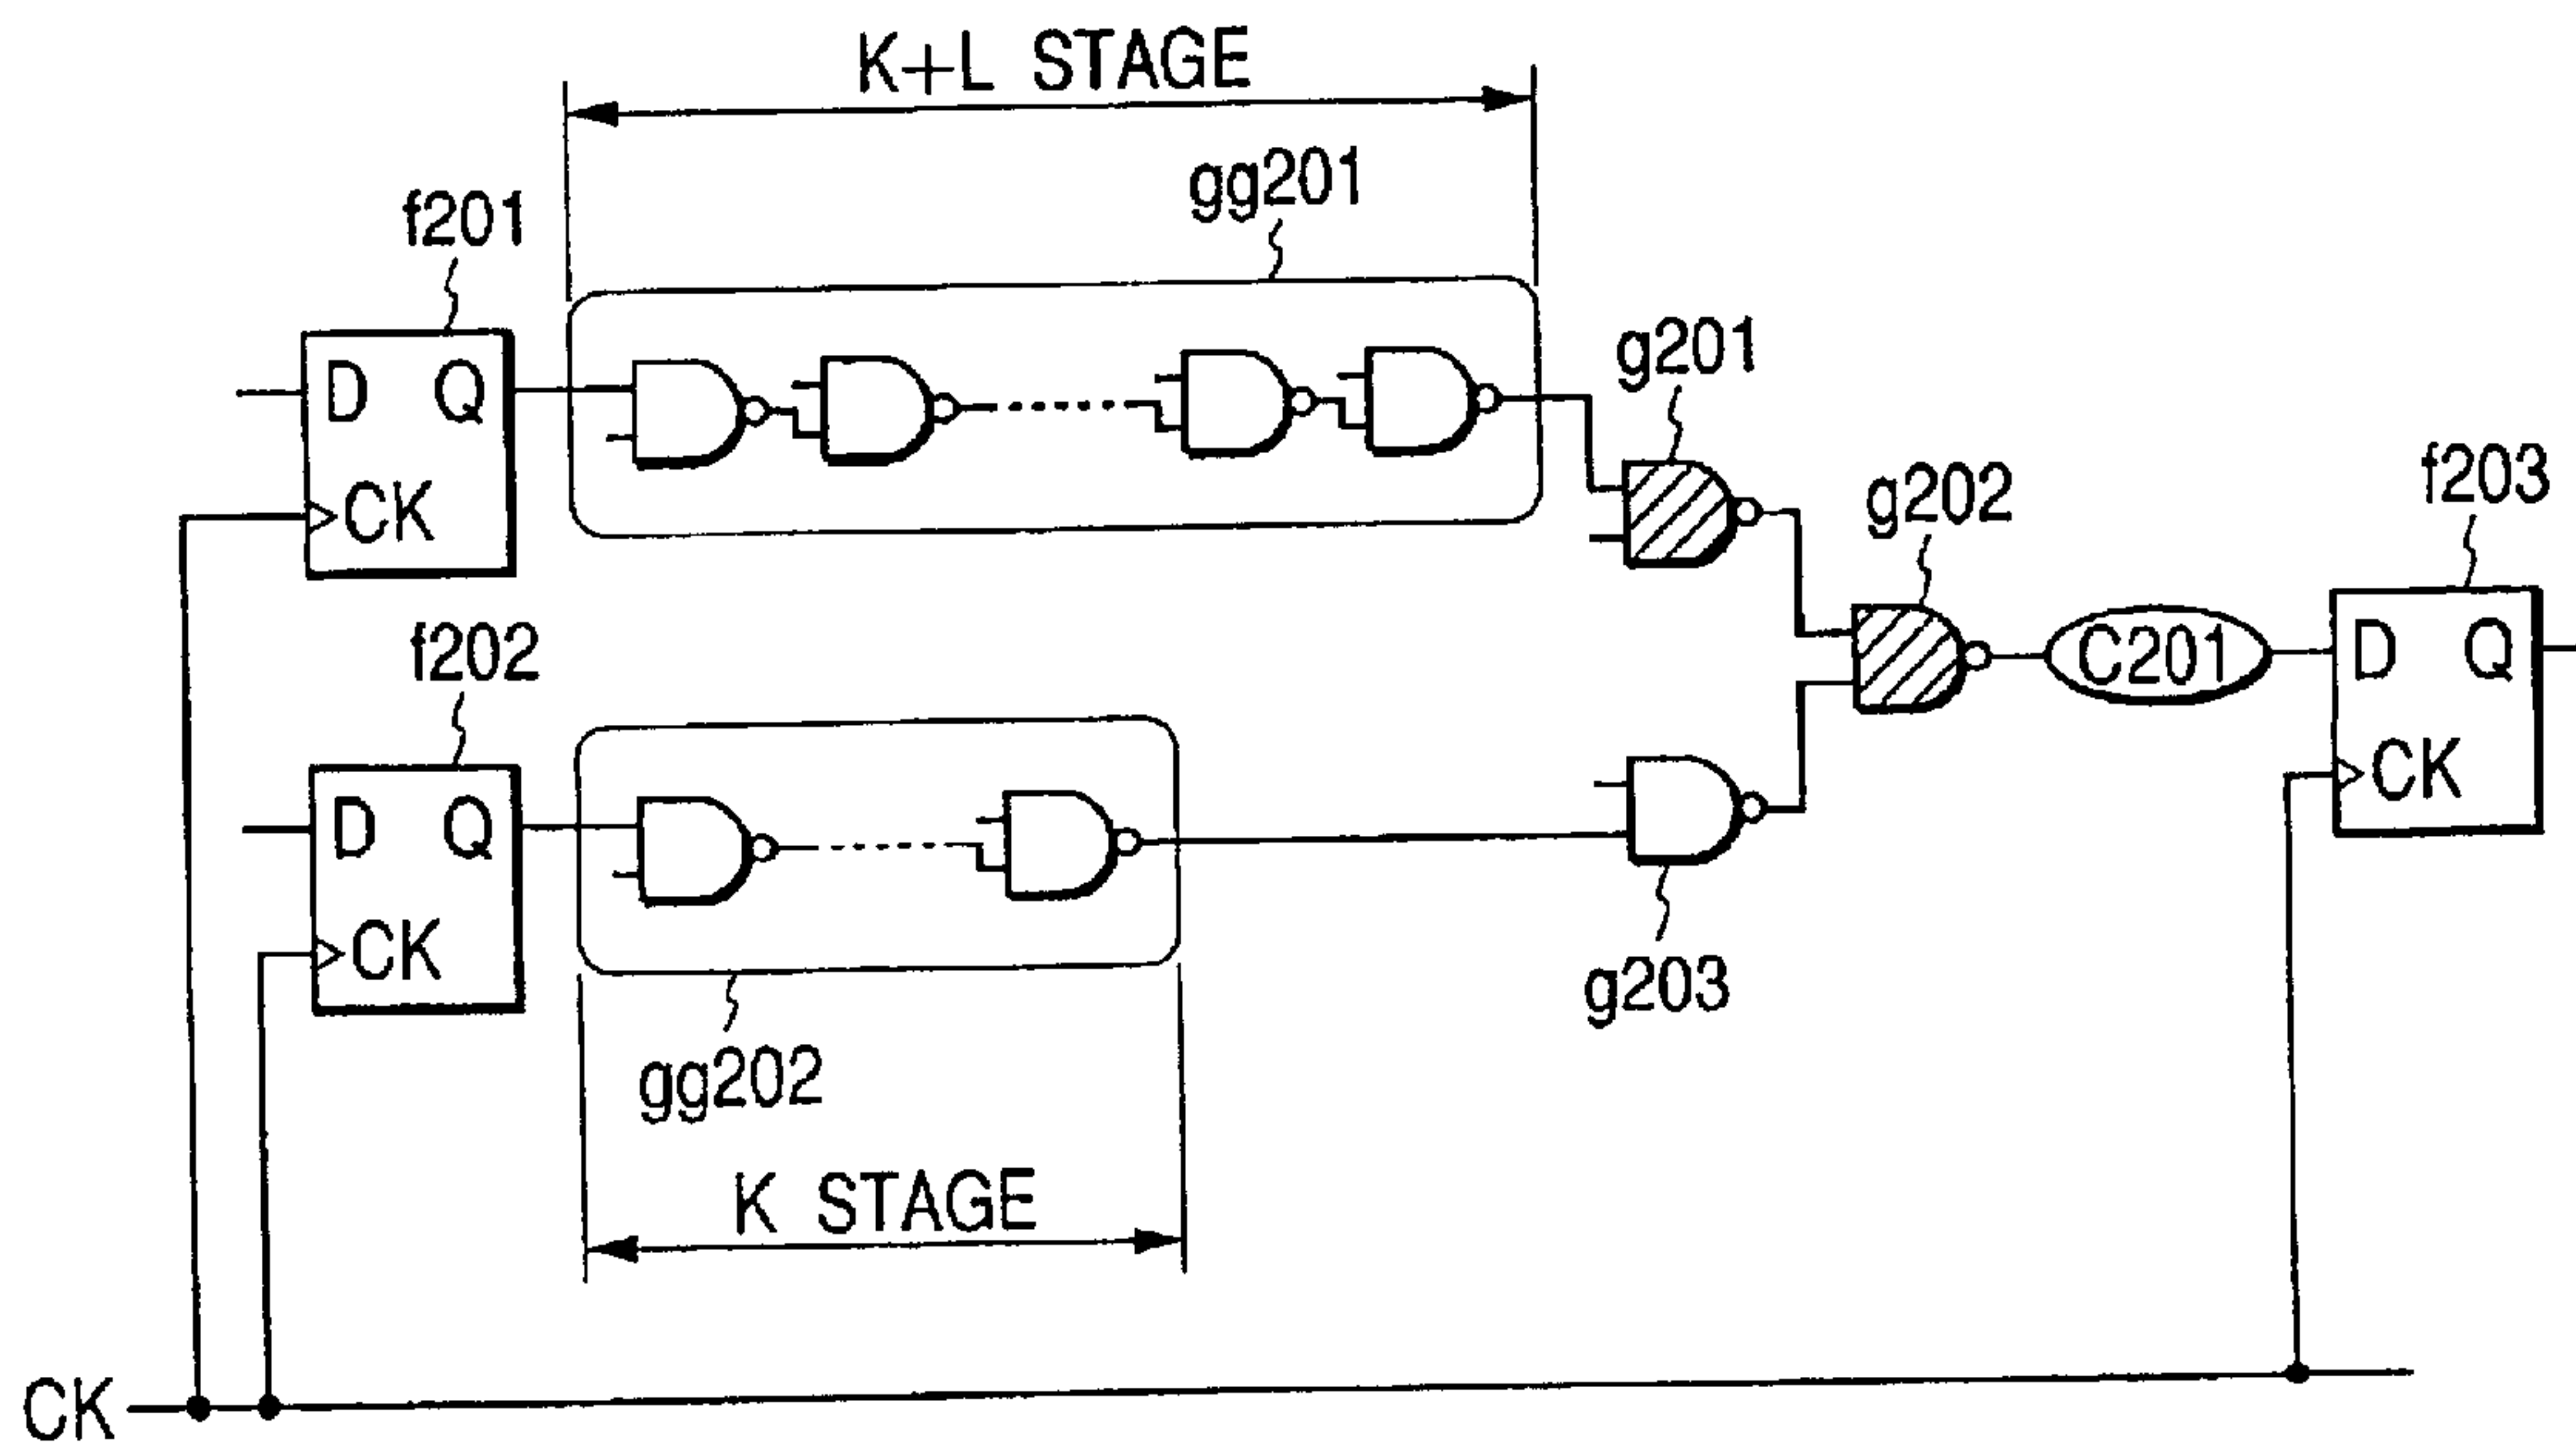 K+L STAGE
gg201
f201
D Q
CK
g201
g202
f203
C201
D Q
CK
f202
D Q
CK
g203
gg202
K STAGE
CK